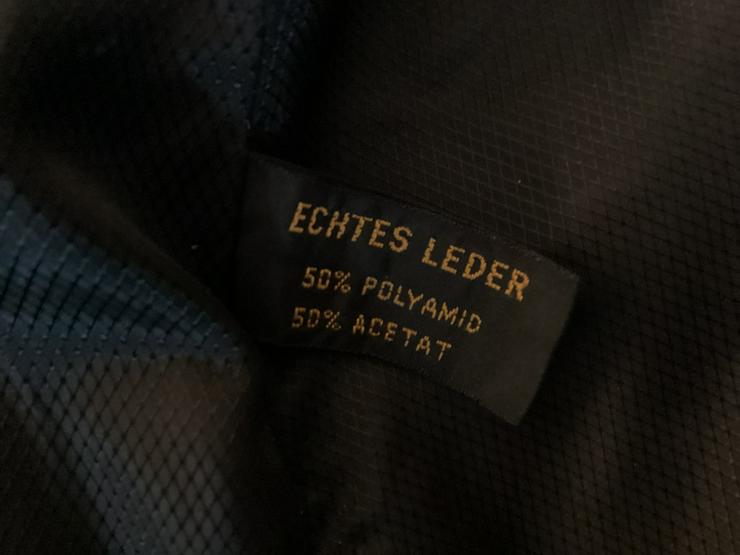 ECHTES LEDER
50% POLYAMID
50% ACETAT